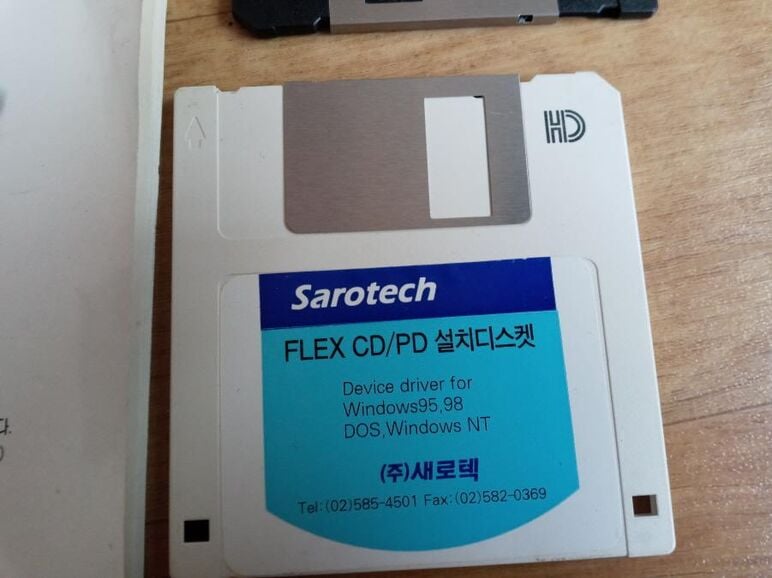 HD
Sarotech
FLEX CD/PD 설치디스켓
Device driver for
Windows95,98
DOS,Windows NT
(주)새로텍
Tel:(02)585-4501 Fax:(02)582-0369
다.